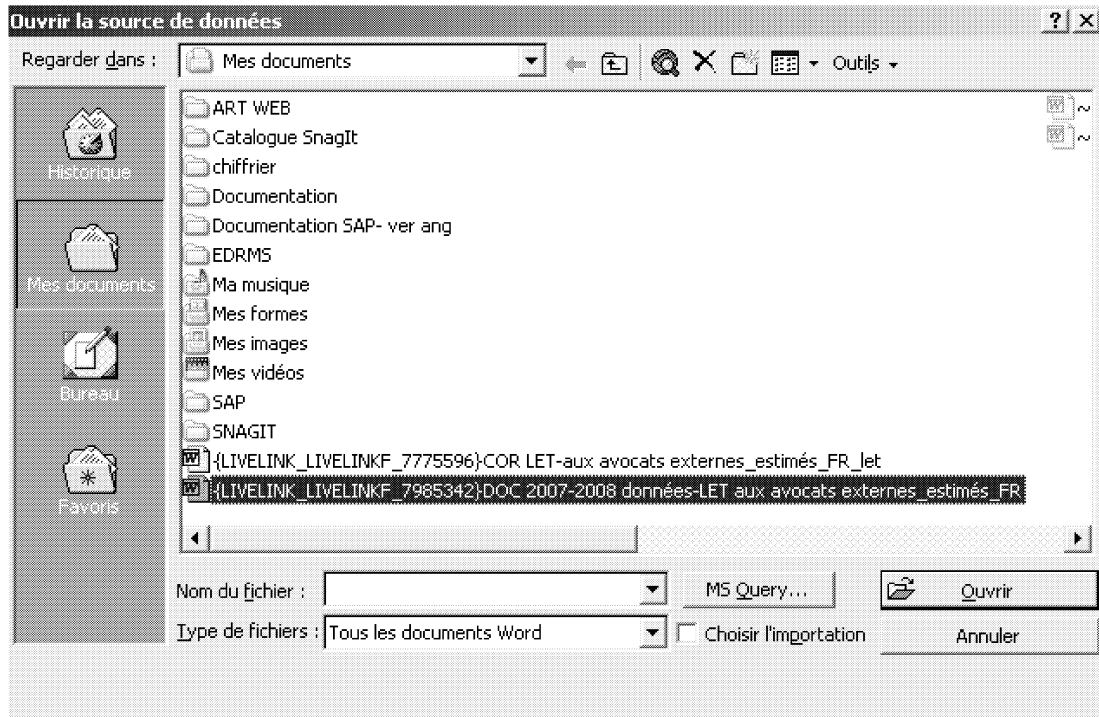 Ouvrir la source de données
? ×
Regarder dans : Mes documents Outils
ART WEB ~
Catalogue SnagIt ~
chiffrier
Historique
Documentation
Documentation SAP- ver ang
EDRMS
Mes documents
Ma musique
Mes formes
Mes images
Mes vidéos
Bureau
SAP
SNAGIT
{LIVELINK_LIVELINKF_7775596}COR LET-aux avocats externes_estimés_FR_let
{LIVELINK_LIVELINKF_7985342}DOC 2007-2008 données-LET aux avocats externes_estimés_FR
Favoris
Nom du fichier : MS Query... Ouvrir
Type de fichiers : Tous les documents Word Choisir l'importation Annuler